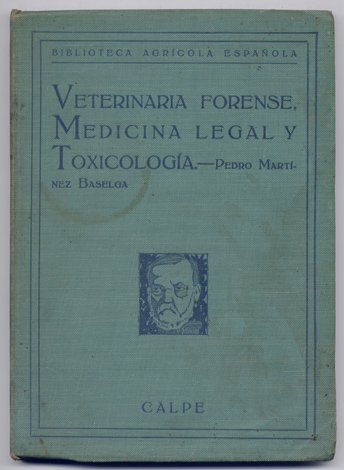 BIBLIOTECA AGRÍCOLA ESPAÑOLA
VETERINARIA FORENSE,
MEDICINA LEGAL Y
TOXICOLOGÍA.—PEDRO MARTÍ-
NEZ BASELGA
CALPE